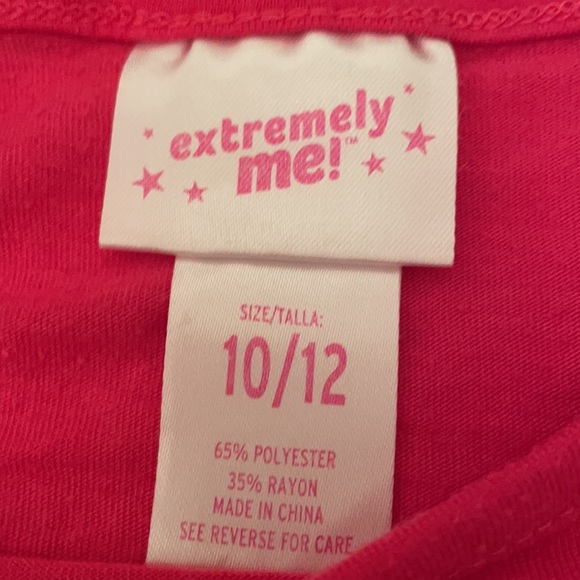 extremely
me!™
SIZE/TALLA:
10/12
65% POLYESTER
35% RAYON
MADE IN CHINA
SEE REVERSE FOR CARE